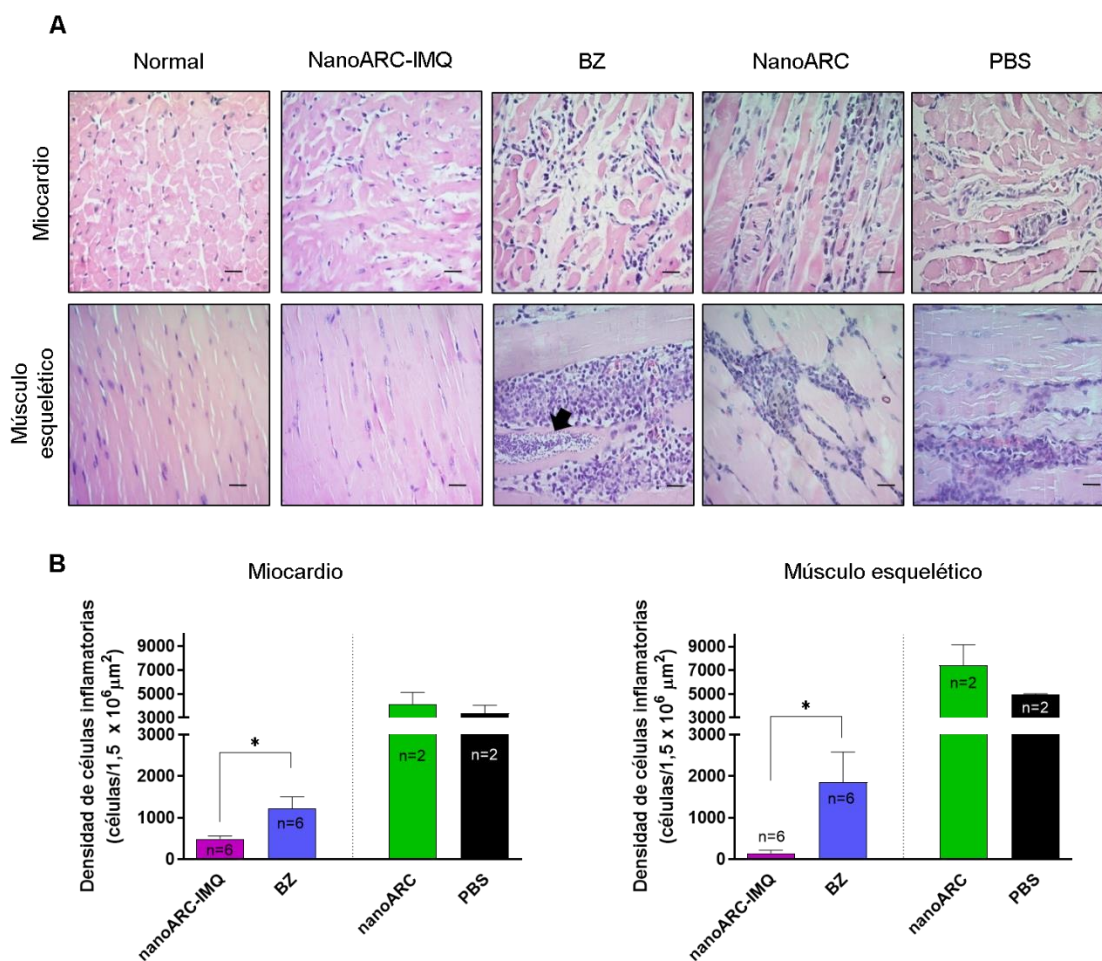 A
Normal
NanoARC-IMQ
BZ
NanoARC
PBS
Miocardio
Músculo
esquelético
B
Miocardio
Densidad de células inflamatorias
(células/1,5 x 10⁶μm²)
9000
7000
5000
3000
3000
2000
1000
0
*
n=6
n=6
n=2
n=2
nanoARC-IMQ
BZ
nanoARC
PBS
Músculo esquelético
Densidad de células inflamatorias
(células/1,5 x 10⁶ μm²)
9000
7000
5000
3000
3000
2000
1000
0
*
n=6
n=6
n=2
n=2
nanoARC-IMQ
BZ
nanoARC
PBS